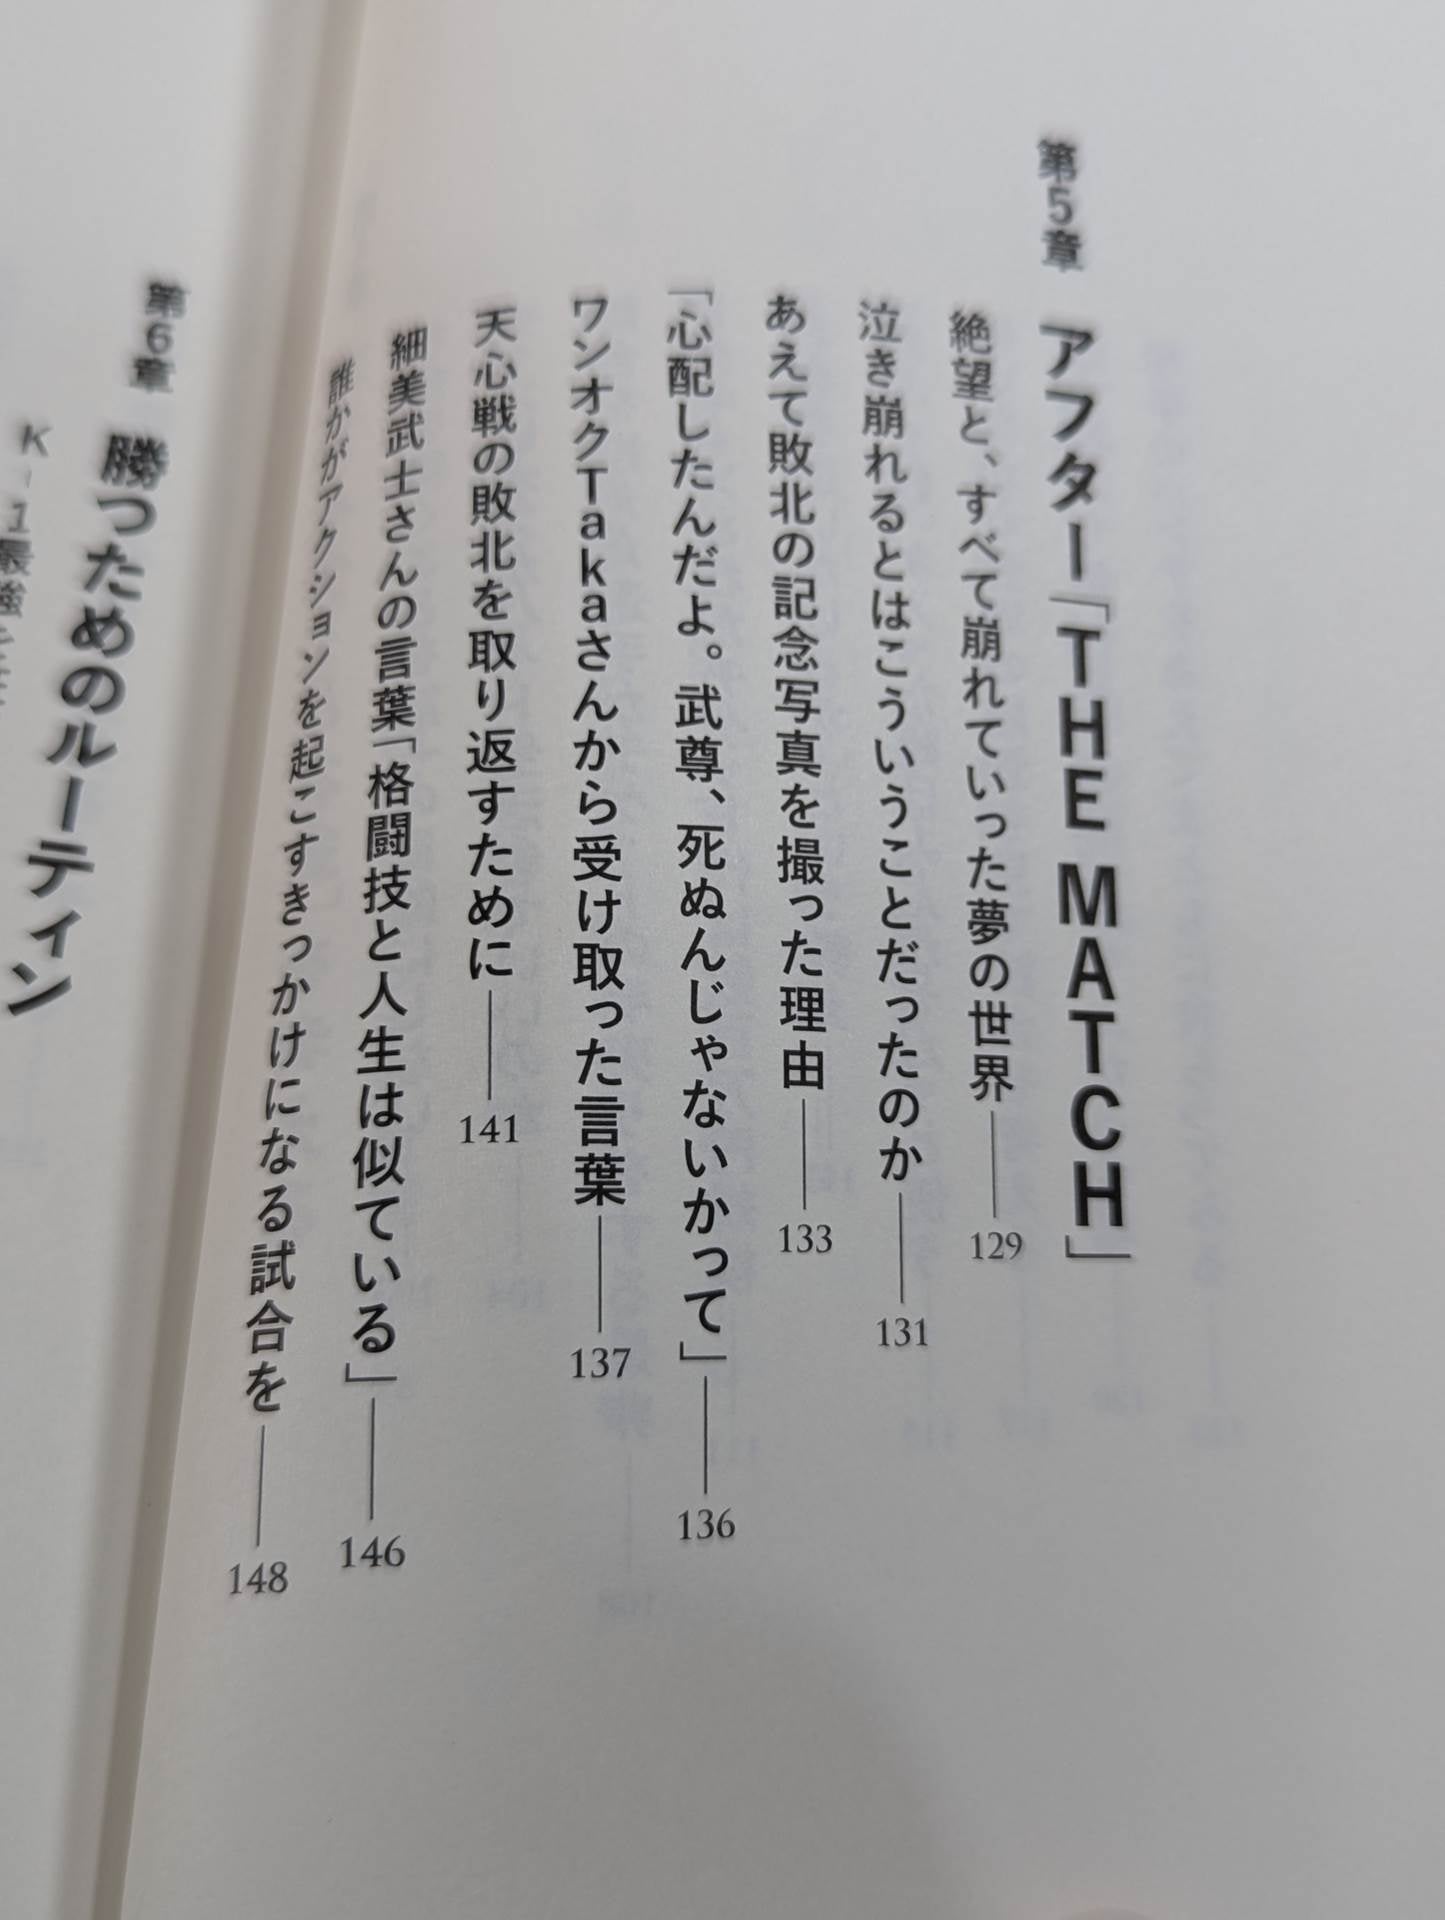 第5章 アフター「THE MATCH」
絶望と、すべて崩れていった夢の世界 129
泣き崩れるとはこういうことだったのか 131
あえて敗北の記念写真を撮った理由 133
「心配したんだよ。武尊、死ぬんじゃないかって」 136
ワンオクTakaさんから受け取った言葉 137
天心戦の敗北を取り返すために 141
細美武士さんの言葉「格闘技と人生は似ている」 146
誰かがアクションを起こすきっかけになる試合を 148
第6章 勝つためのルーティン
K-1最強